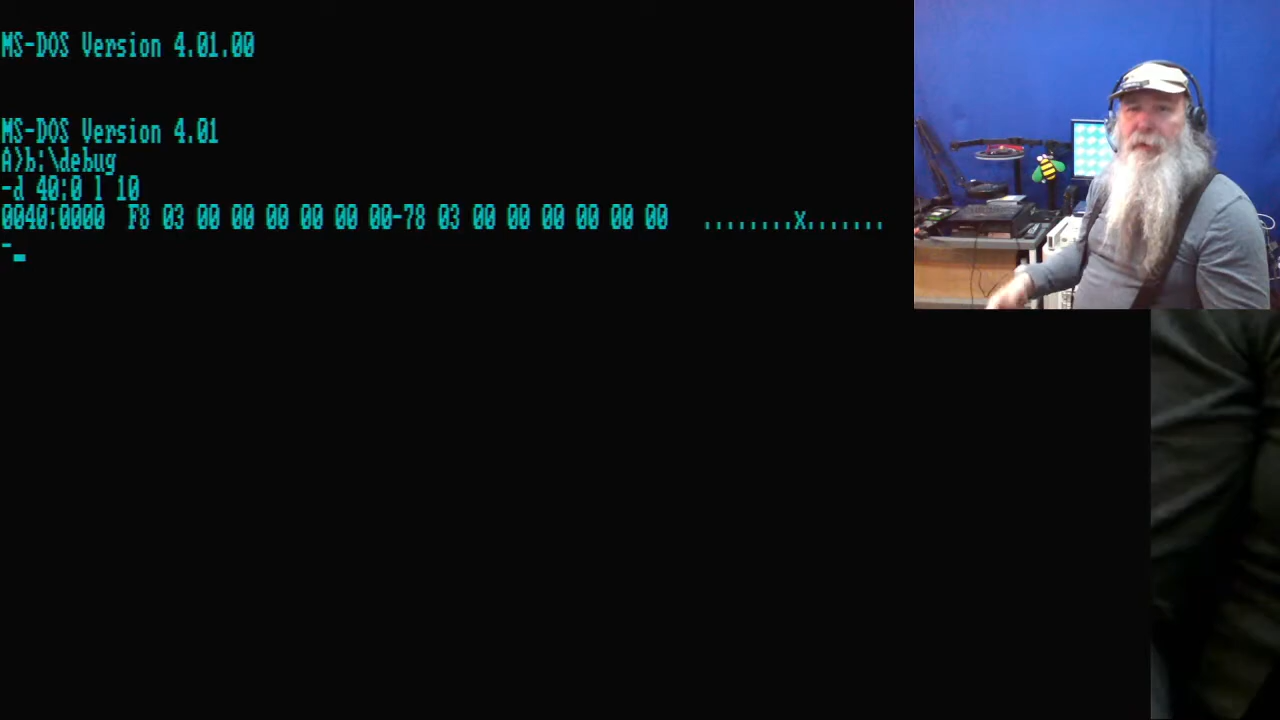 MS-DOS Version 4.01.00
MS-DOS Version 4.01
A>b:\debug
-d 40:0 l 10
0040:0000  F8 03 00 00 00 00 00 00-78 03 00 00 00 00 00 00   ........x.......
-_